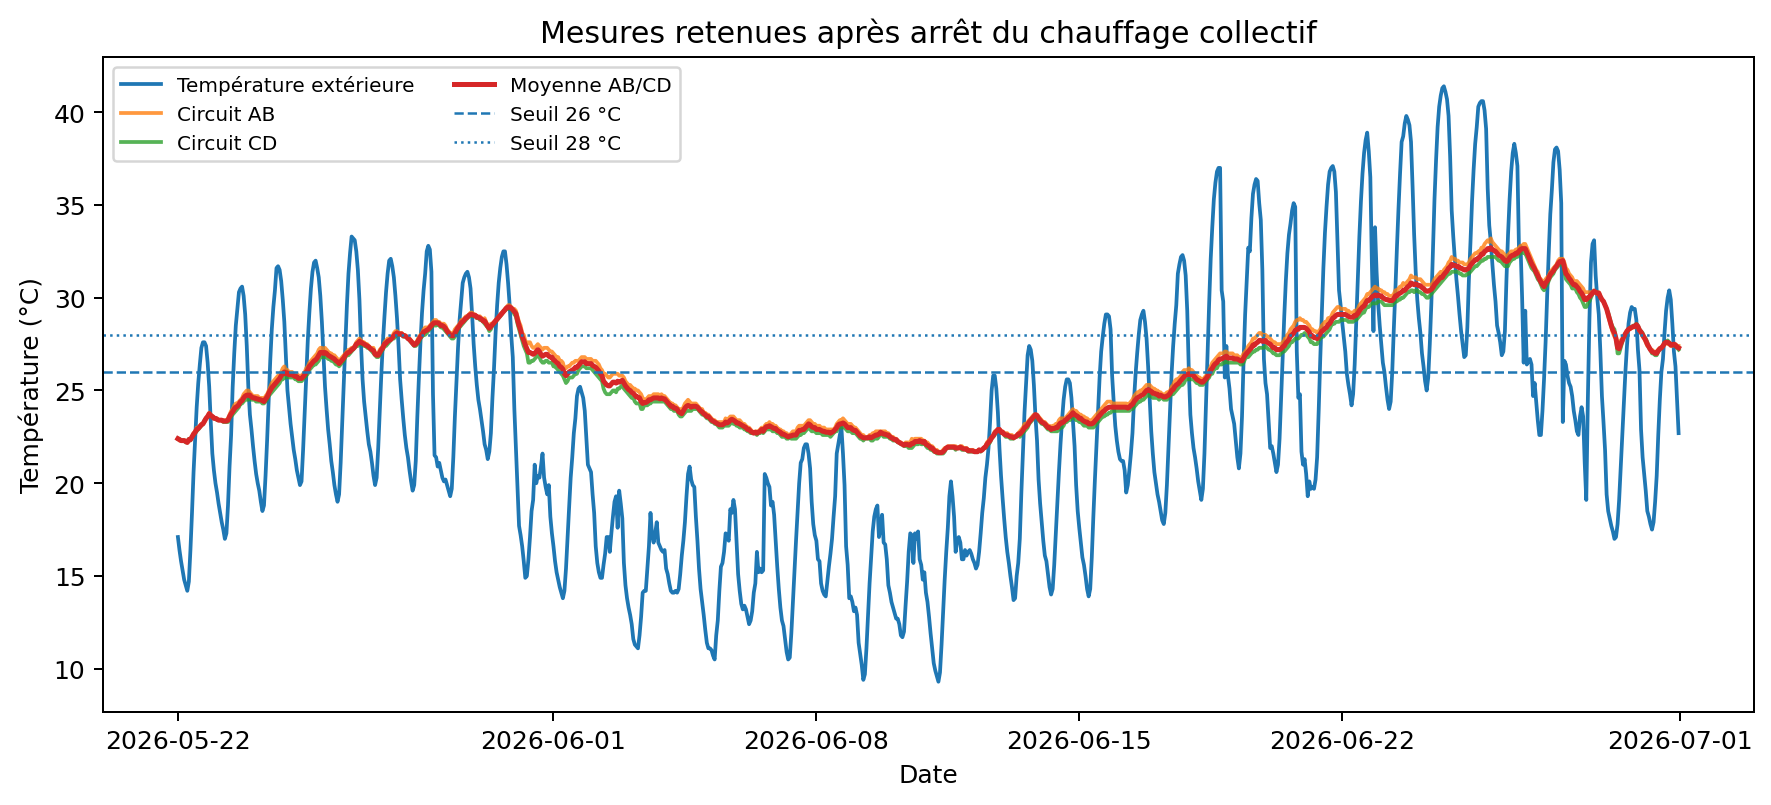 Mesures retenues après arrêt du chauffage collectif
Température extérieure
Circuit AB
Circuit CD
Moyenne AB/CD
Seuil 26 °C
Seuil 28 °C
Température (°C)
40
35
30
25
20
15
10
2026-05-22
2026-06-01
2026-06-08
2026-06-15
2026-06-22
2026-07-01
Date